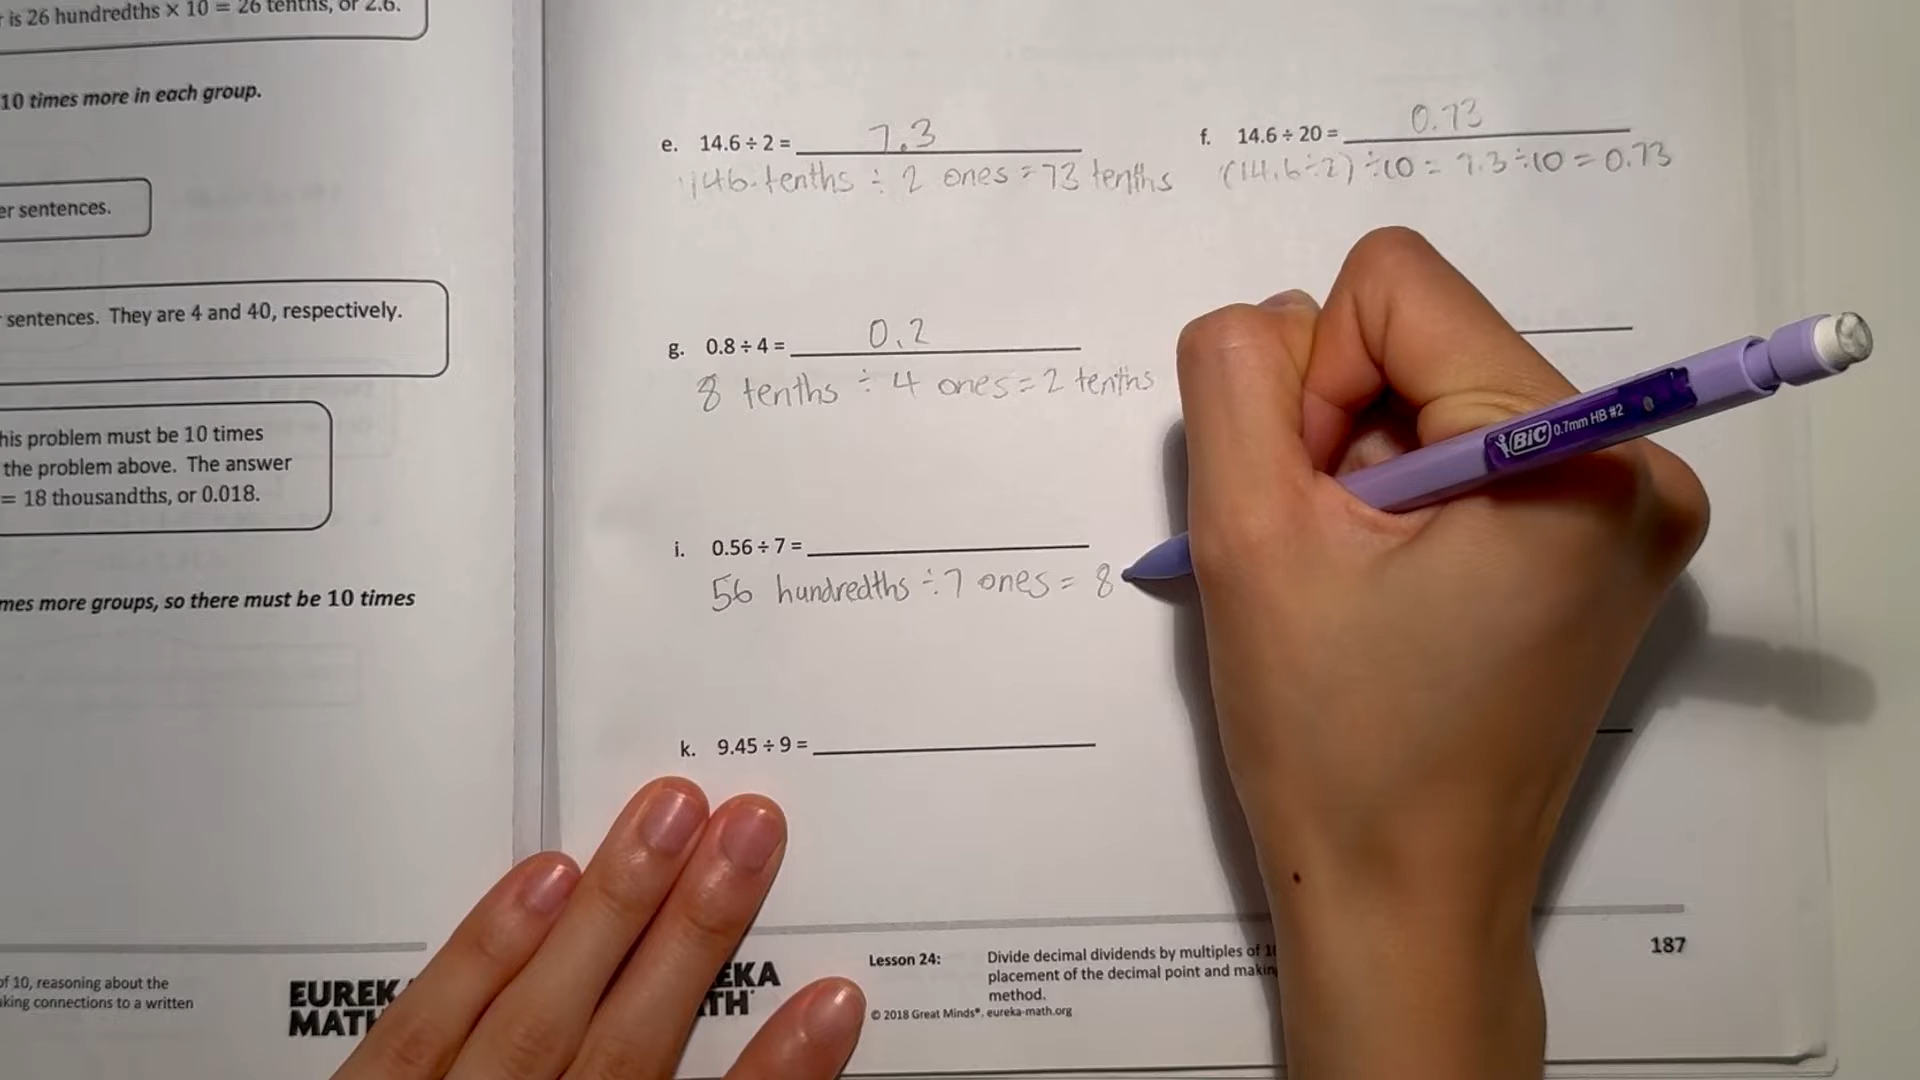 is 26 hundredths × 10 = 26 tenths, or 2.6.
10 times more in each group.
sentences.
sentences. They are 4 and 40, respectively.
this problem must be 10 times
the problem above. The answer
= 18 thousandths, or 0.018.
more groups, so there must be 10 times
of 10, reasoning about the
connections to a written
EUREK
MATH
e. 14.6 ÷ 2 = 7.3
146 tenths ÷ 2 ones = 73 tenths
f. 14.6 ÷ 20 = 0.73
(14.6÷2) ÷10 = 7.3÷10 = 0.73
g. 0.8 ÷ 4 = 0.2
8 tenths ÷ 4 ones = 2 tenths
i. 0.56 ÷ 7 =
56 hundredths ÷ 7 ones = 8
k. 9.45 ÷ 9 =
BIC 0.7mm HB #2
EKA
TH
Lesson 24: Divide decimal dividends by multiples of
placement of the decimal point and
method.
© 2018 Great Minds®. eureka-math.org
187